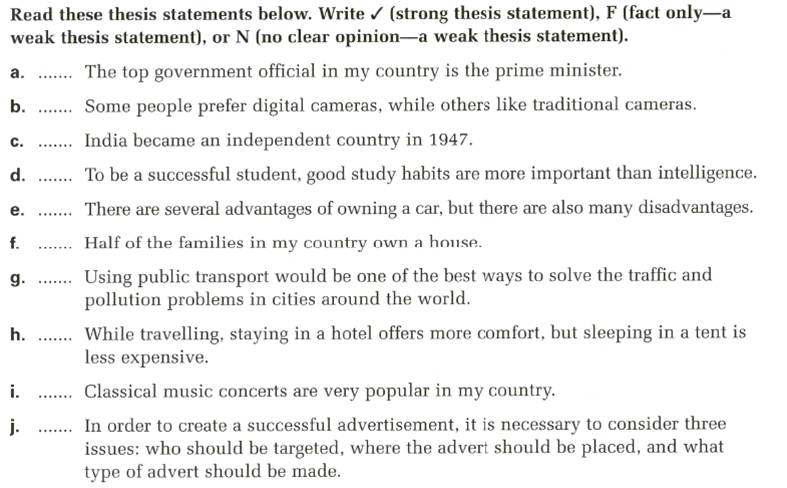 Read these thesis statements below. Write ✓ (strong thesis statement), F (fact only—a
weak thesis statement), or N (no clear opinion—a weak thesis statement).
a. ....... The top government official in my country is the prime minister.
b. ....... Some people prefer digital cameras, while others like traditional cameras.
c. ....... India became an independent country in 1947.
d. ....... To be a successful student, good study habits are more important than intelligence.
e. ....... There are several advantages of owning a car, but there are also many disadvantages.
f. ....... Half of the families in my country own a house.
g. ....... Using public transport would be one of the best ways to solve the traffic and
pollution problems in cities around the world.
h. ....... While travelling, staying in a hotel offers more comfort, but sleeping in a tent is
less expensive.
i. ....... Classical music concerts are very popular in my country.
j. ....... In order to create a successful advertisement, it is necessary to consider three
issues: who should be targeted, where the advert should be placed, and what
type of advert should be made.